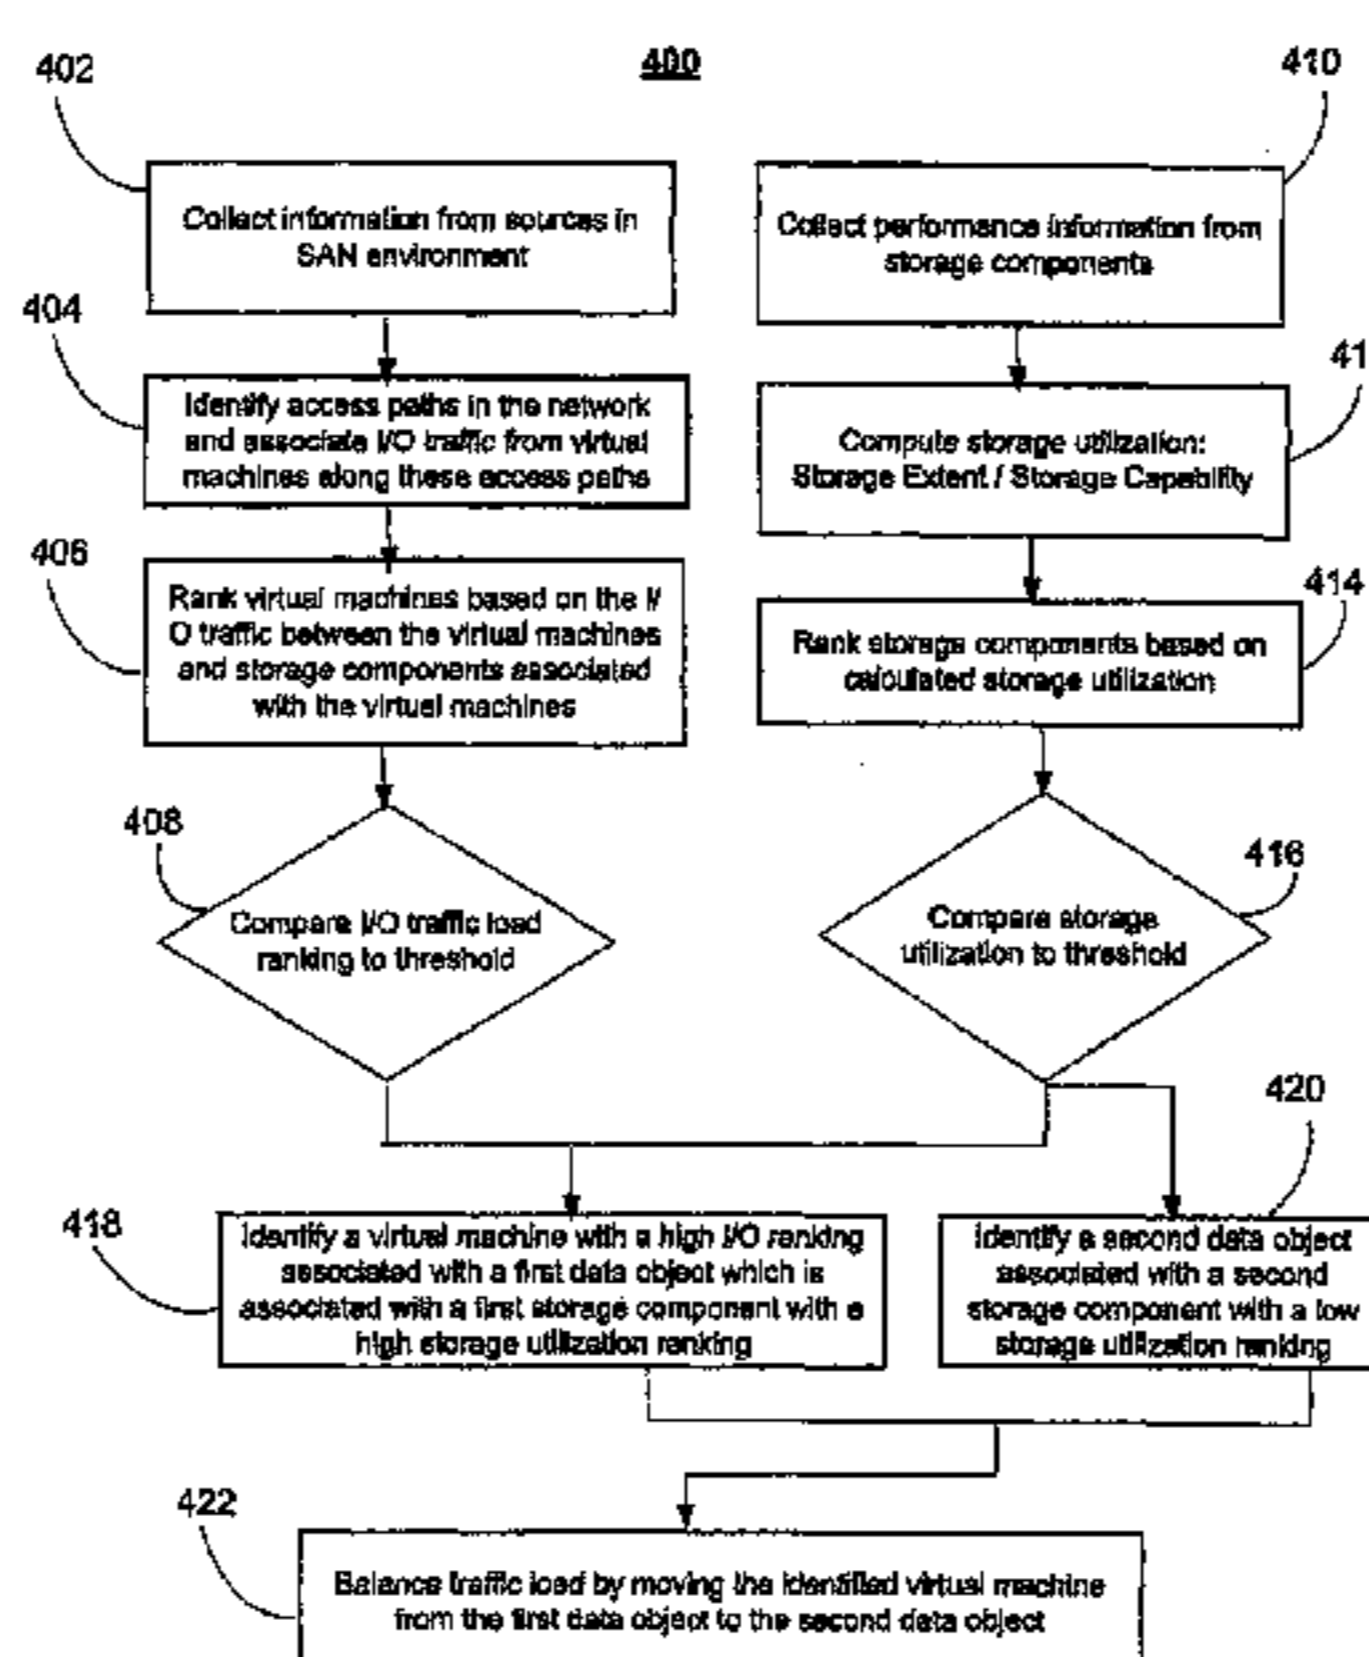 400
402
Collect information from sources in
SAN environment
404
Identify access paths in the network
and associate I/O traffic from virtual
machines along these access paths
406
Rank virtual machines based on the I/
O traffic between the virtual machines
and storage components associated
with the virtual machines
408
Compare I/O traffic load
ranking to threshold
410
Collect performance information from
storage components
41
Compute storage utilization:
Storage Extent / Storage Capability
414
Rank storage components based on
calculated storage utilization
416
Compare storage
utilization to threshold
418
Identify a virtual machine with a high I/O ranking
associated with a first data object which is
associated with a first storage component with a
high storage utilization ranking
420
Identify a second data object
associated with a second
storage component with a low
storage utilization ranking
422
Balance traffic load by moving the identified virtual machine
from the first data object to the second data object